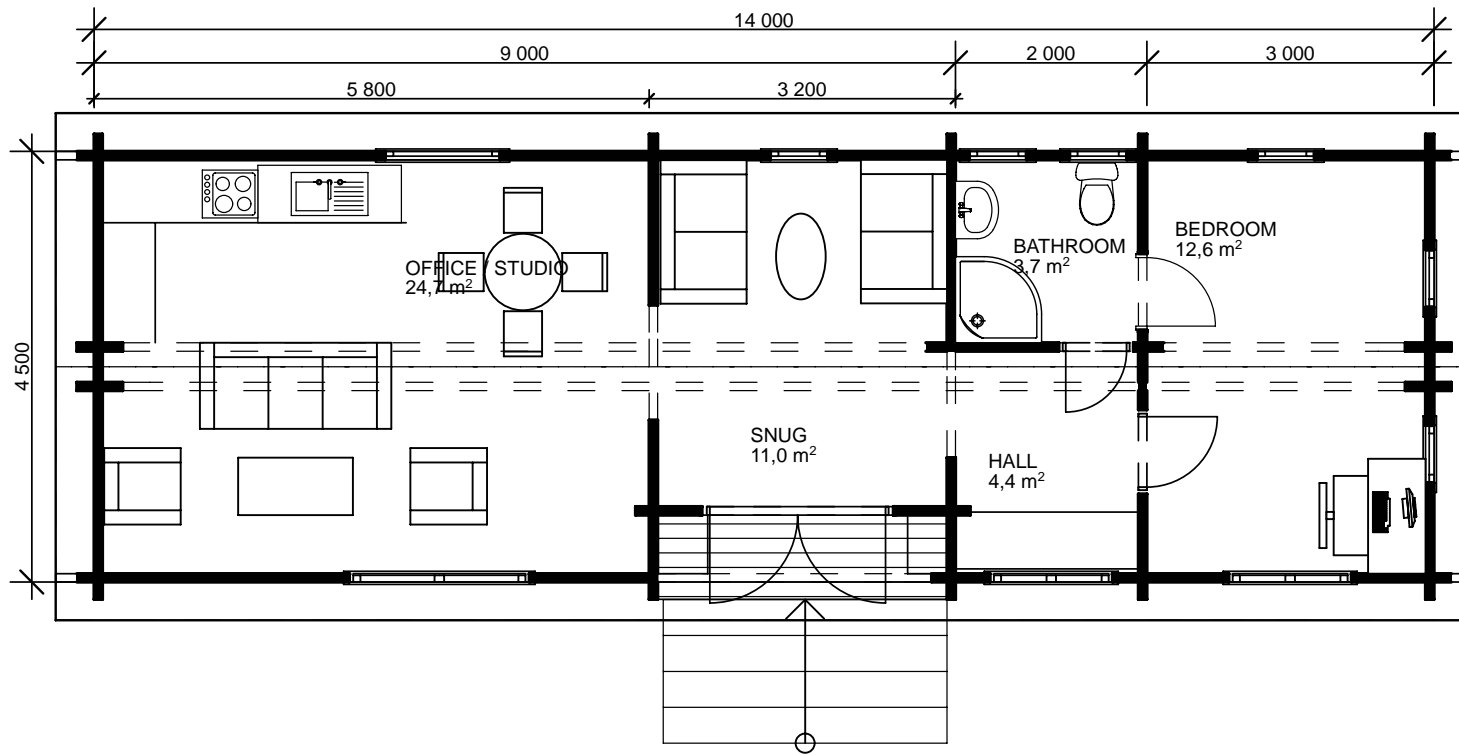 14 000
9 000
2 000
3 000
5 800
3 200
4 500
OFFICE / STUDIO
24,7 m²
BATHROOM
3,7 m²
BEDROOM
12,6 m²
SNUG
11,0 m²
HALL
4,4 m²